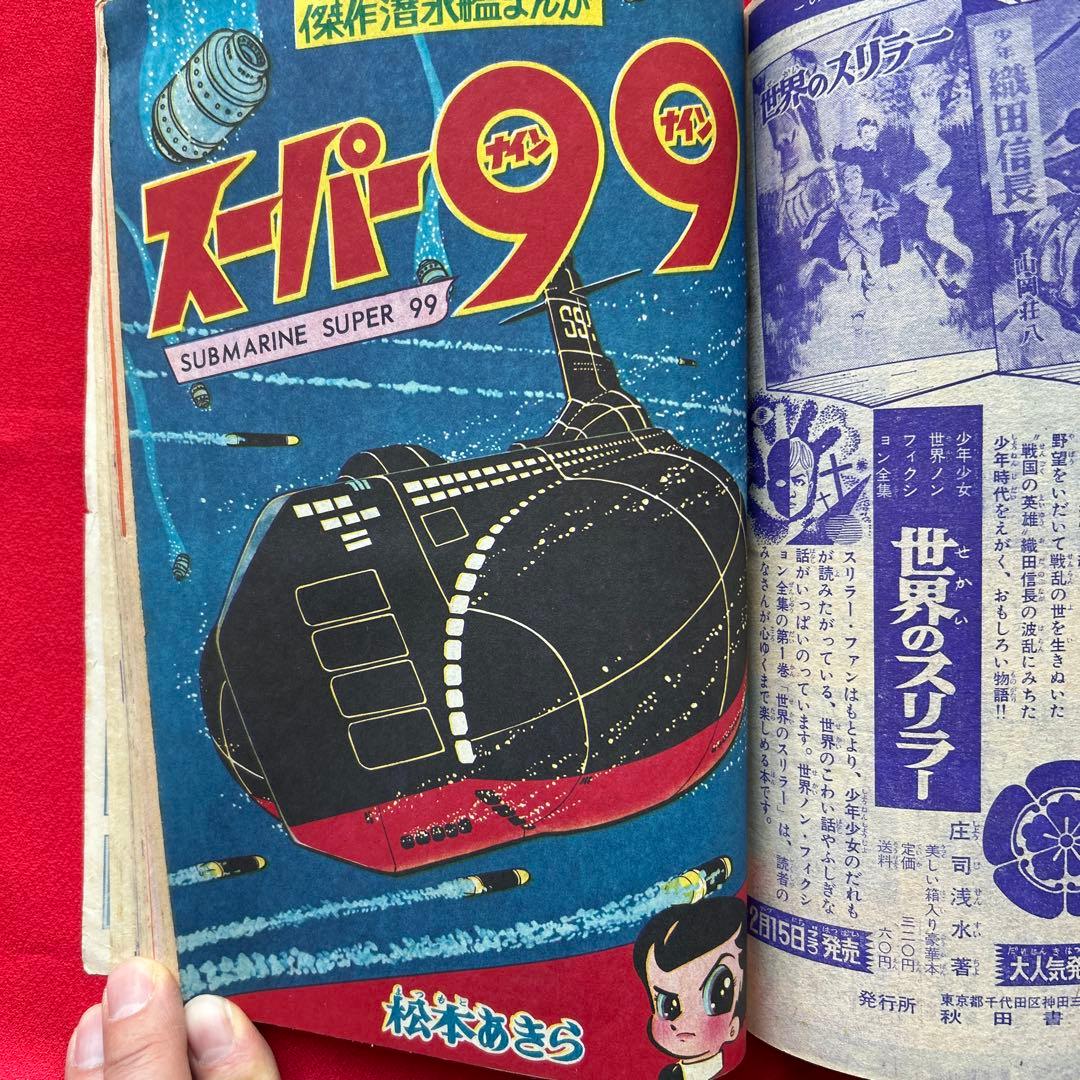 傑作潜水艦まんが
スーパー99
ナイン
ナイン
SUBMARINE SUPER 99
S99
松本あきら
まつもと
世界のスリラー
少年
織田信長
山岡荘八
野望をいだいて戦乱の世を生きぬいた
“戦国の英雄”織田信長の波乱にみちた
少年時代をえがく、おもしろい物語!!
少年少女
世界ノン
フィクシ
ョン全集
世界のスリラー
せかい
スリラー・ファンはもとより、少年少女のだれも
が読みたがっている、世界のこわい話やふしぎな
話がいっぱいのっています。世界ノン・フィクシ
ョン全集の第1巻「世界のスリラー」は、読者の
みなさんが心ゆくまで楽しめる本です。
庄司浅水著
美しい箱入り豪華本
定価 三二〇円
送料 六〇円
2月15日ごろ発売
大人気発
発行所
東京都千代田区神田三
秋田書